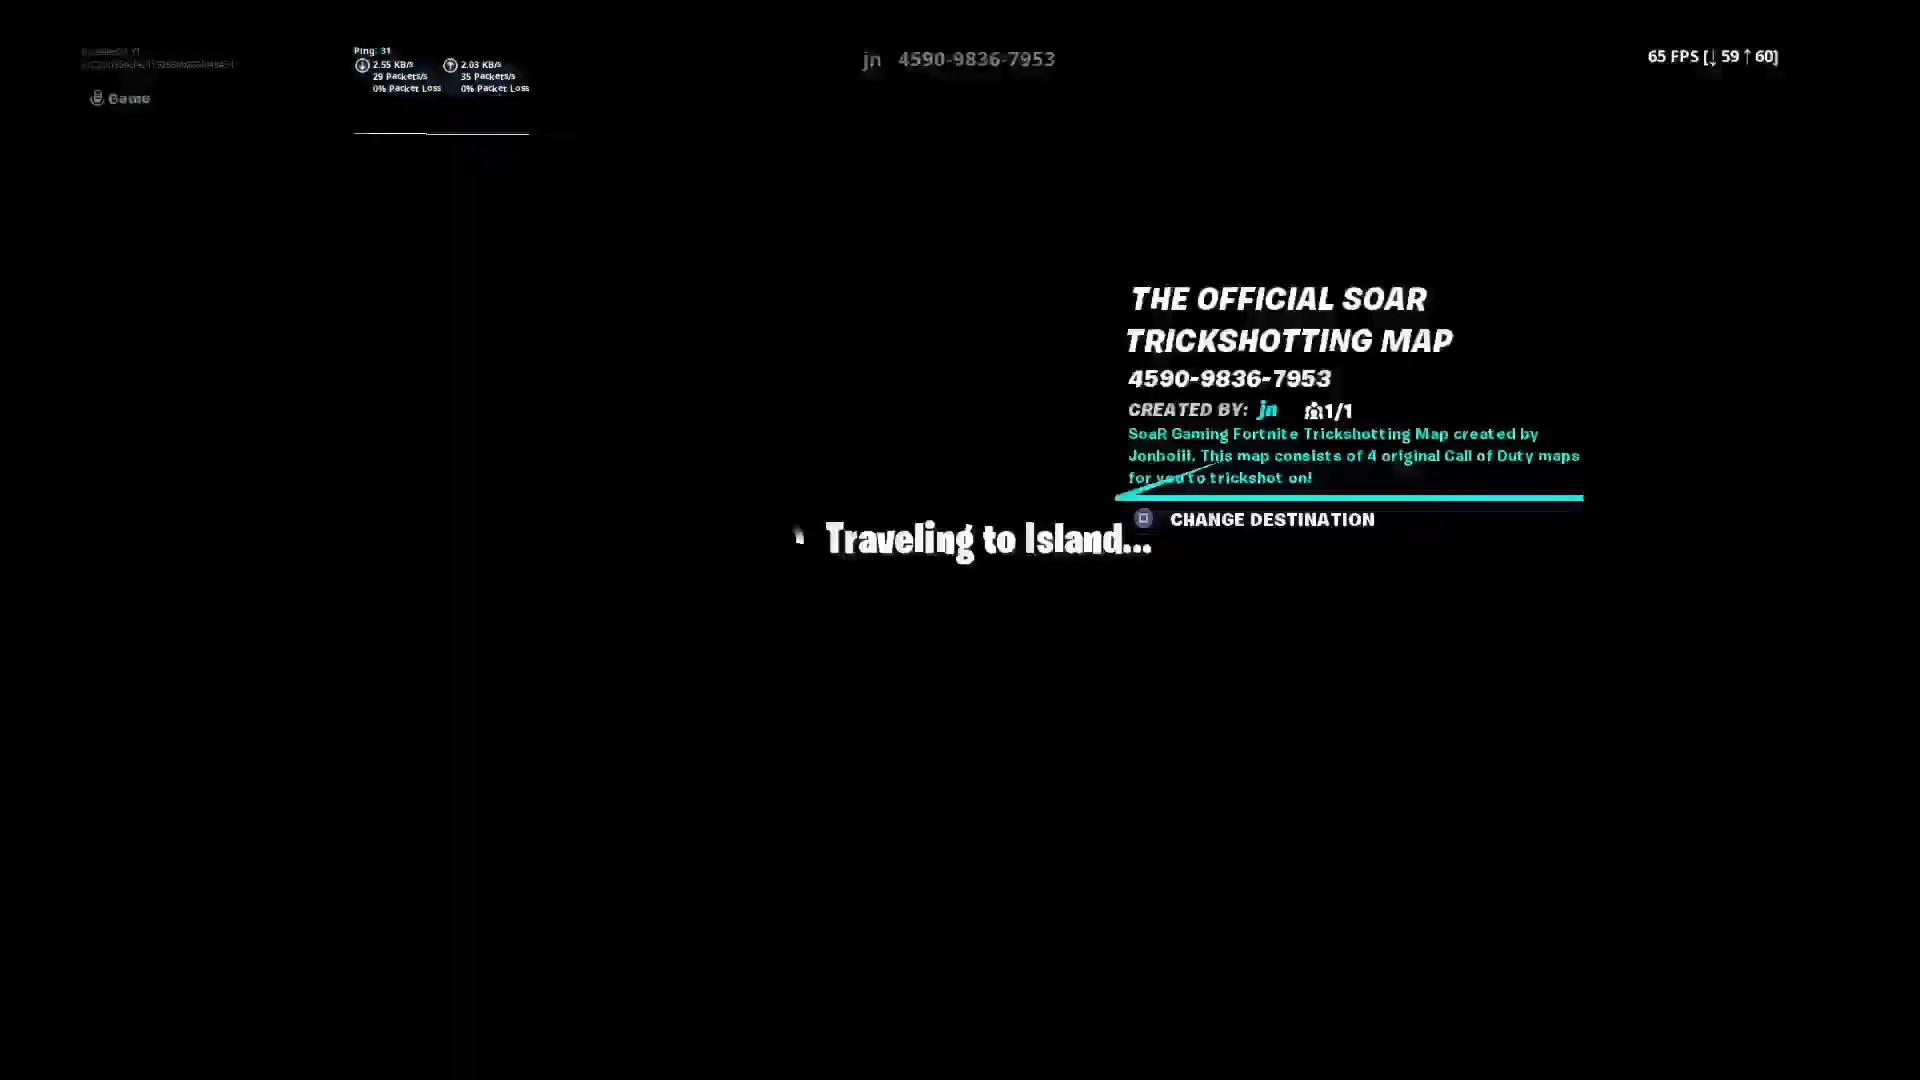 Ping: 31
2.55 KB/s 2.03 KB/s
29 Packets/s 35 Packets/s
0% Packet Loss 0% Packet Loss
Game
jn 4590-9836-7953
65 FPS [↓ 59 ↑ 60]
THE OFFICIAL SOAR
TRICKSHOTTING MAP
4590-9836-7953
CREATED BY: jn 1/1
SoaR Gaming Fortnite Trickshotting Map created by
Jonboiii. This map consists of 4 original Call of Duty maps
for you to trickshot on!
CHANGE DESTINATION
Traveling to Island...